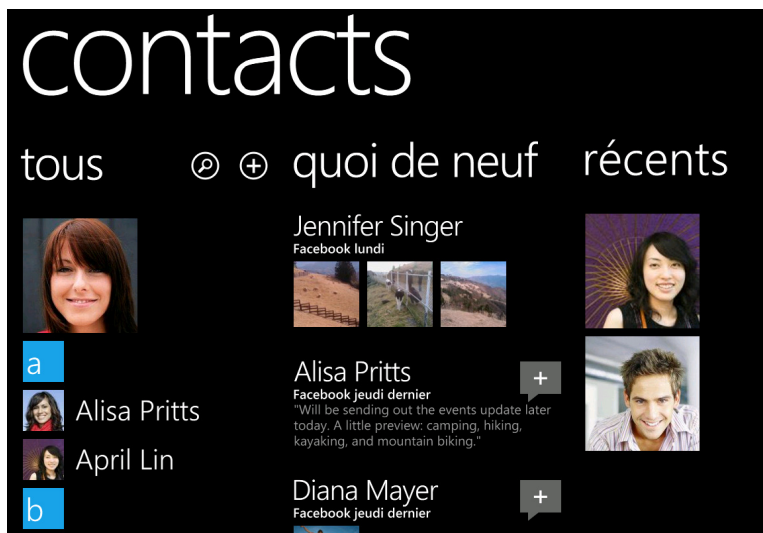 contacts
tous
a
Alisa Pritts
April Lin
b
quoi de neuf
Jennifer Singer
Facebook lundi
Alisa Pritts
Facebook jeudi dernier
"Will be sending out the events update later
today. A little preview: camping, hiking,
kayaking, and mountain biking."
Diana Mayer
Facebook jeudi dernier
récents